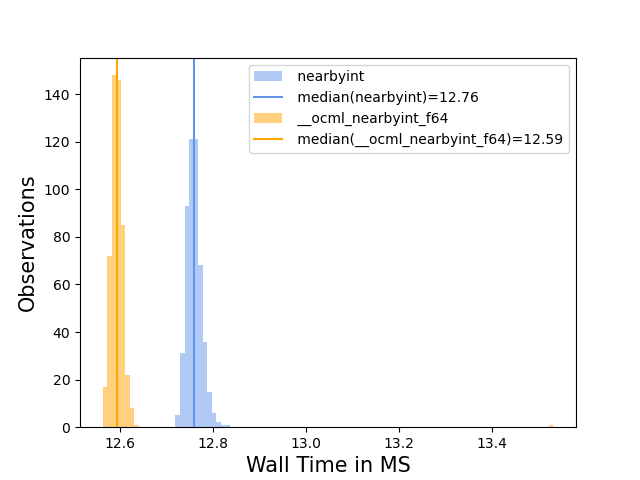 nearbyint
median(nearbyint)=12.76
__ocml_nearbyint_f64
median(__ocml_nearbyint_f64)=12.59
140
120
100
80
60
40
20
0
Observations
12.6 12.8 13.0 13.2 13.4
Wall Time in MS